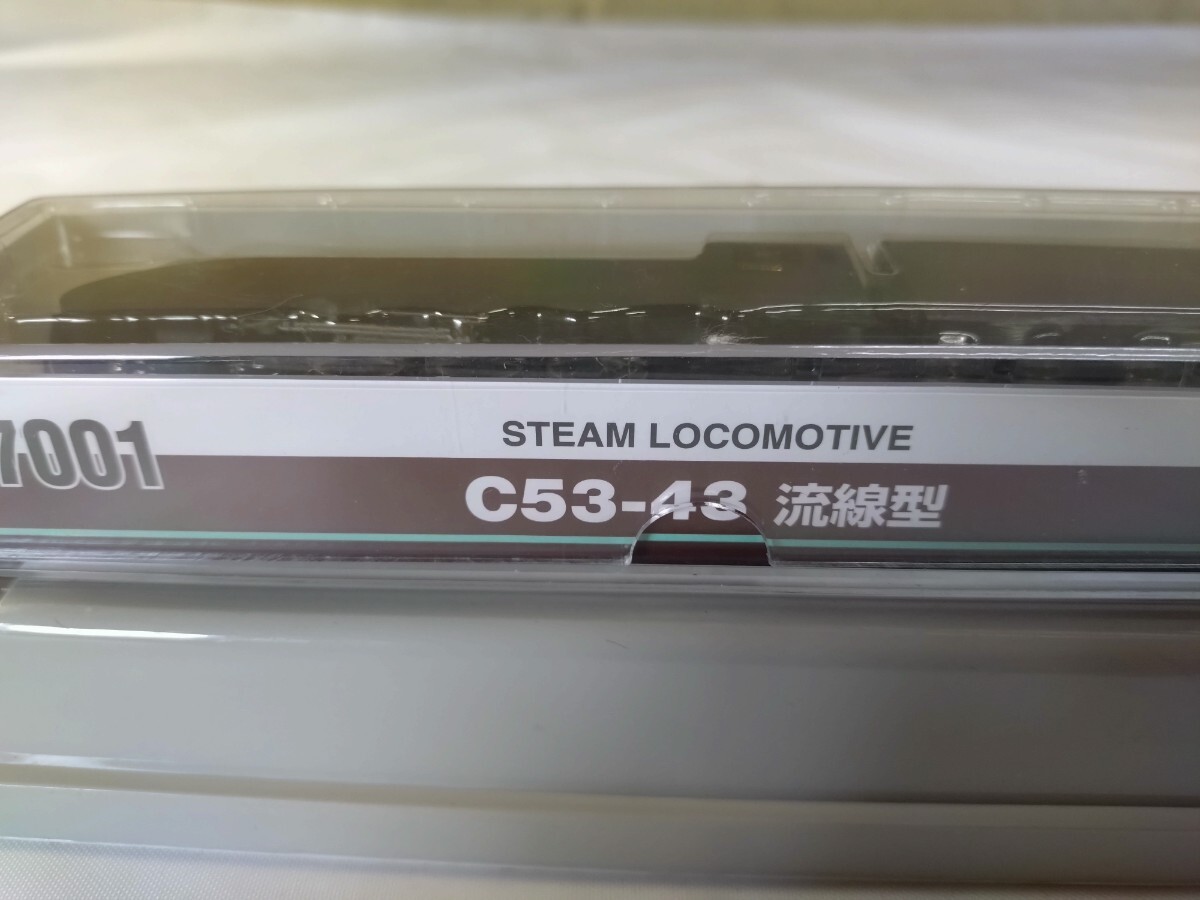 7001
STEAM LOCOMOTIVE
C53-43 流線型